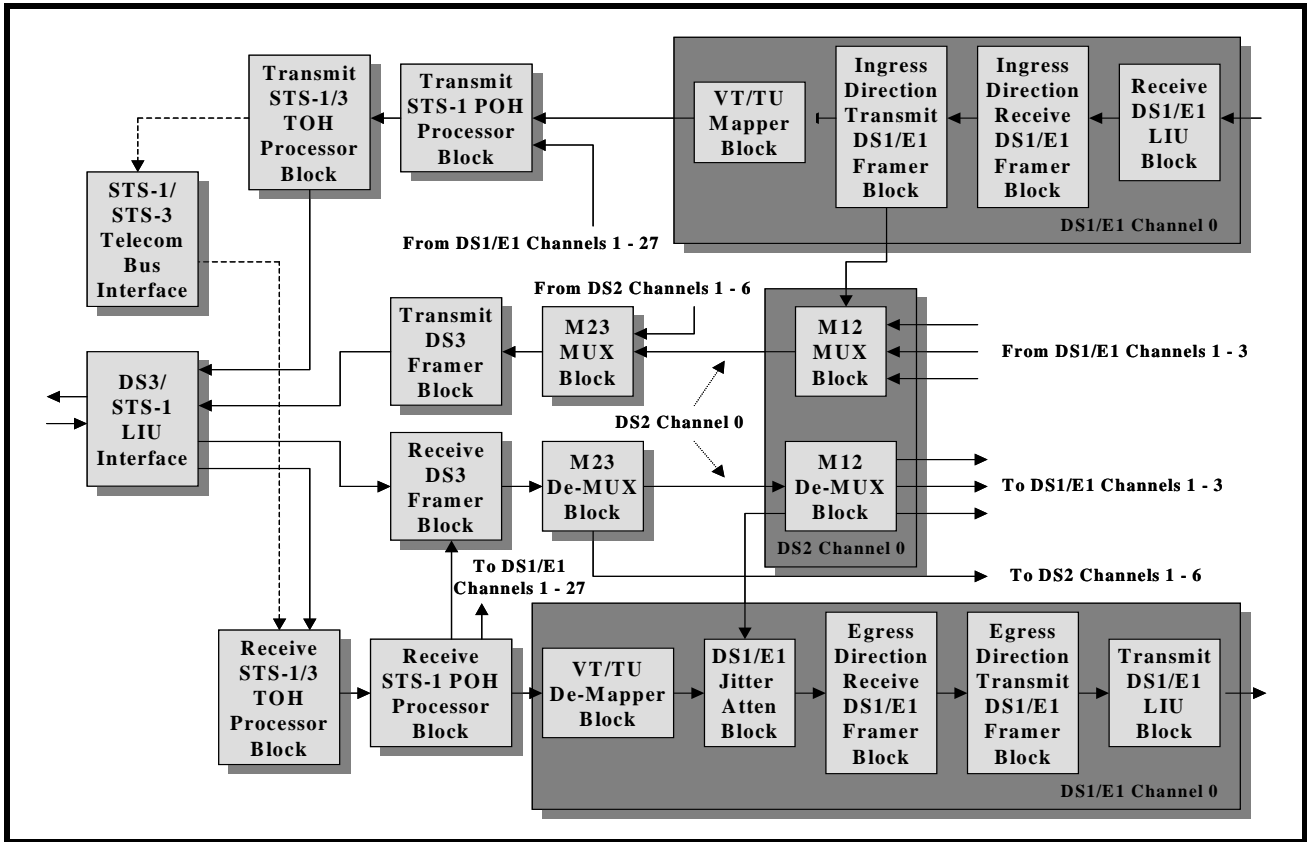 Transmit
STS-1/3
TOH
Processor
Block
Transmit
STS-1 POH
Processor
Block
VT/TU
Mapper
Block
Ingress
Direction
Transmit
DS1/E1
Framer
Block
Ingress
Direction
Receive
DS1/E1
Framer
Block
Receive
DS1/E1
LIU
Block
DS1/E1 Channel 0
STS-1/
STS-3
Telecom
Bus
Interface
From DS1/E1 Channels 1 - 27
From DS2 Channels 1 - 6
Transmit
DS3
Framer
Block
M23
MUX
Block
M12
MUX
Block
From DS1/E1 Channels 1 - 3
DS3/
STS-1
LIU
Interface
DS2 Channel 0
Receive
DS3
Framer
Block
M23
De-MUX
Block
M12
De-MUX
Block
DS2 Channel 0
To DS1/E1 Channels 1 - 3
To DS1/E1
Channels 1 - 27
To DS2 Channels 1 - 6
Receive
STS-1/3
TOH
Processor
Block
Receive
STS-1 POH
Processor
Block
VT/TU
De-Mapper
Block
DS1/E1
Jitter
Atten
Block
Egress
Direction
Receive
DS1/E1
Framer
Block
Egress
Direction
Transmit
DS1/E1
Framer
Block
Transmit
DS1/E1
LIU
Block
DS1/E1 Channel 0